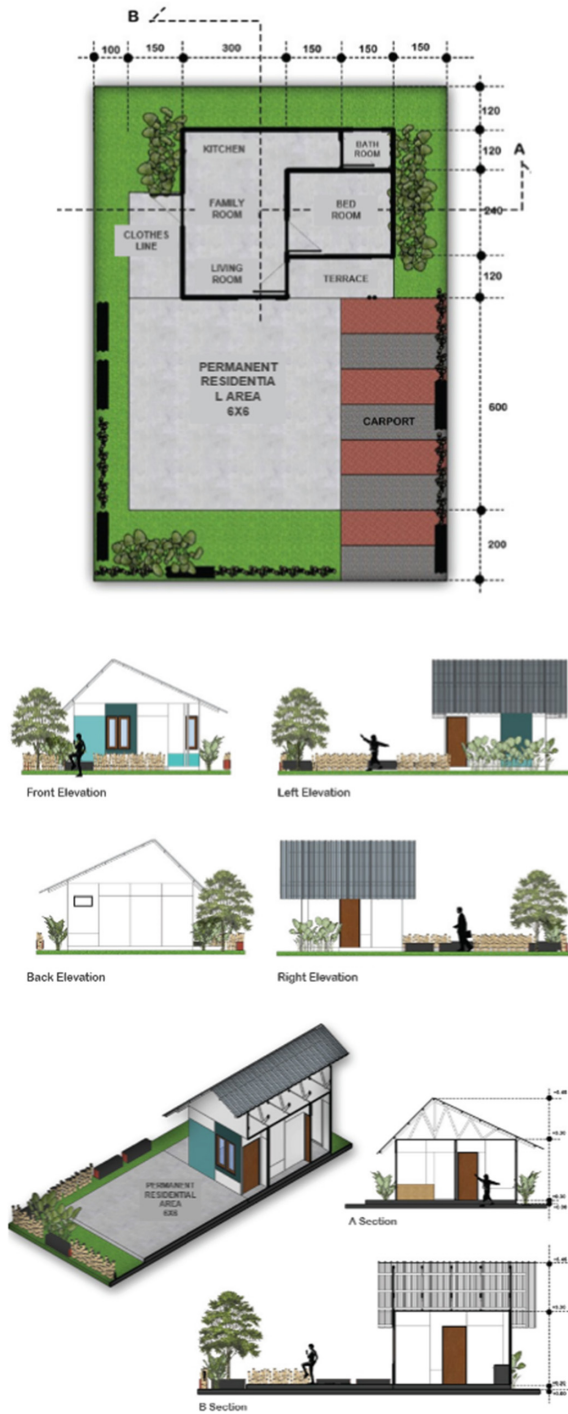 B
100 150 300 150 150 150
120
KITCHEN
BATH
ROOM
120
A
FAMILY
ROOM
BED
ROOM
240
CLOTHES
LINE
LIVING
ROOM
TERRACE
120
PERMANENT
RESIDENTIA
L AREA
6X6
CARPORT
600
200
Front Elevation
Left Elevation
Back Elevation
Right Elevation
PERMANENT
RESIDENTIAL
AREA
6X6
A Section
B Section